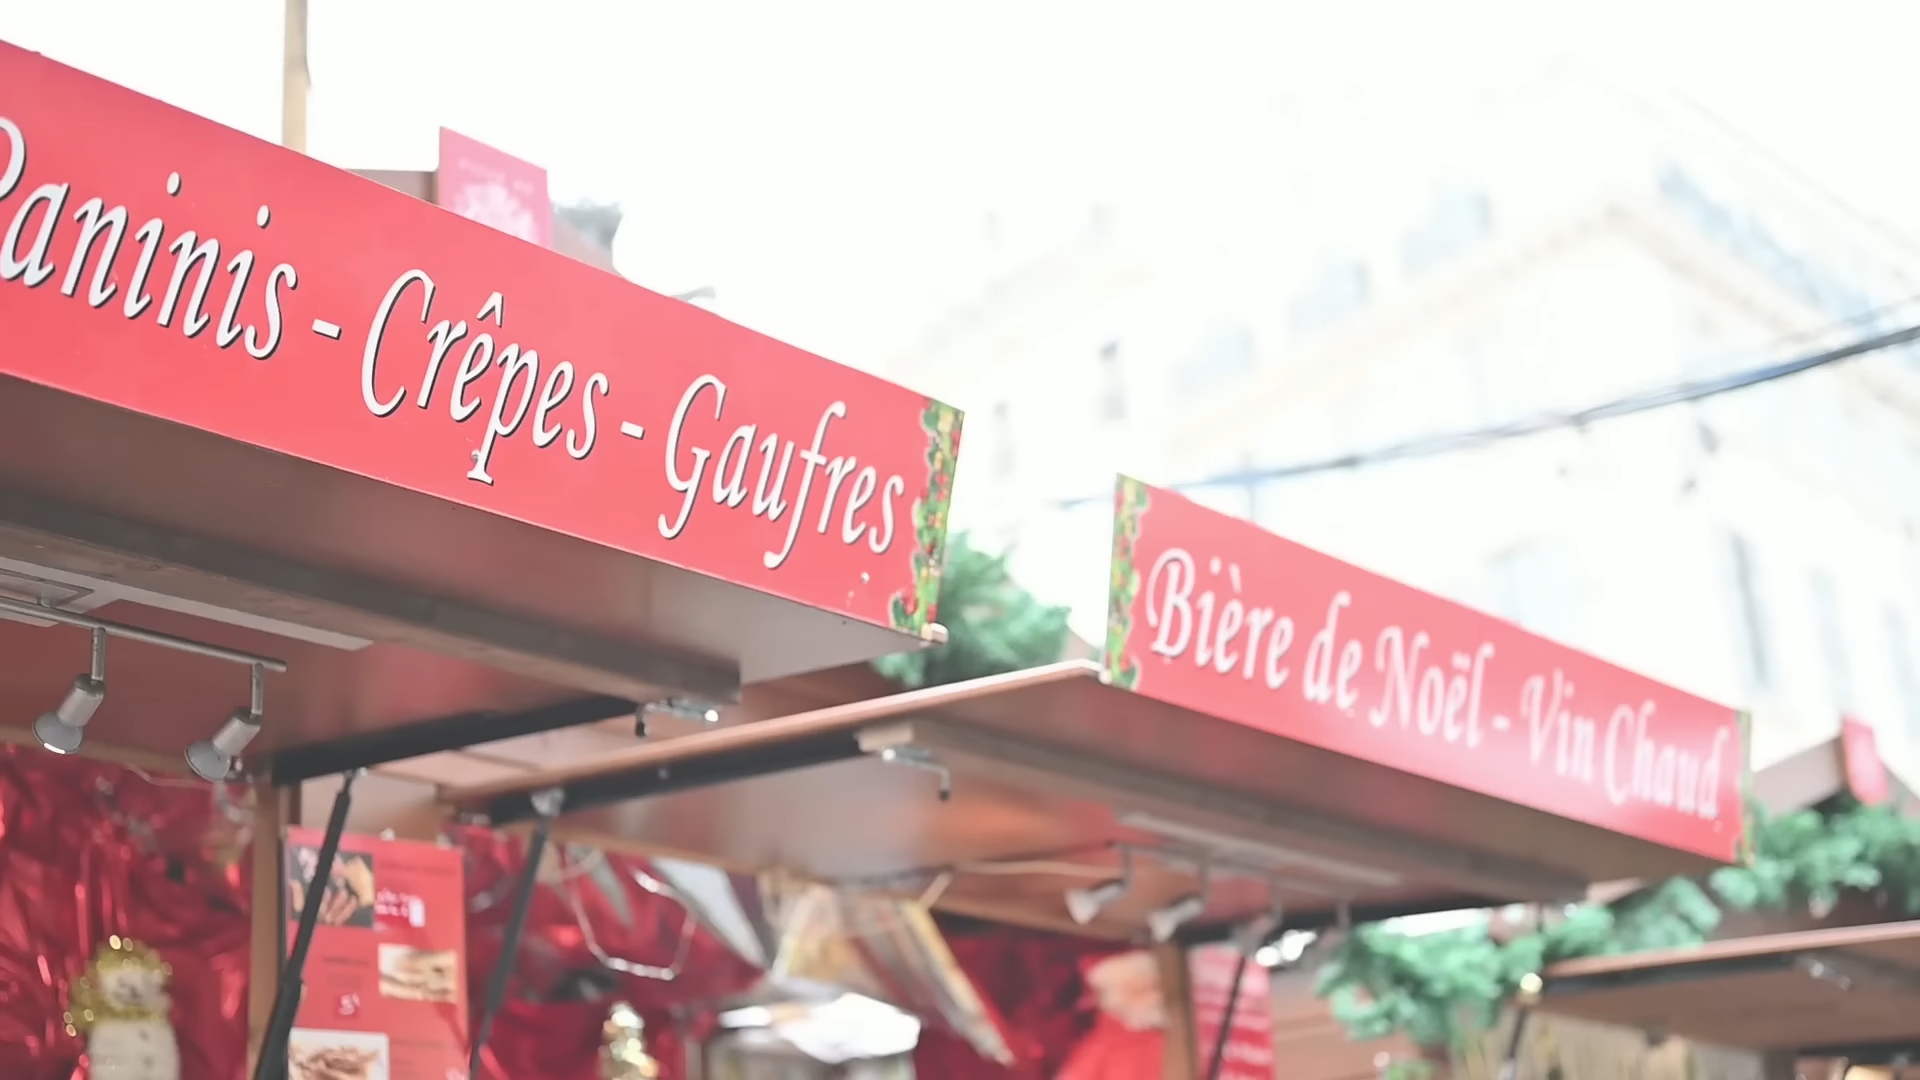 Paninis - Crêpes - Gaufres
Bière de Noël - Vin Chaud